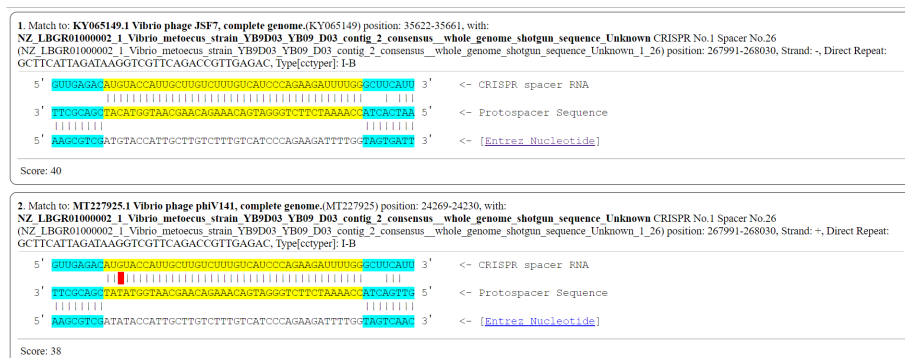 1. Match to: KY065149.1 Vibrio phage JSF7, complete genome.(KY065149) position: 35622-35661, with:
NZ_LBGR01000002_1_Vibrio_metoecus_strain_YB9D03_YB09_D03_contig_2_consensus__whole_genome_shotgun_sequence_Unknown CRISPR No.1 Spacer No.26
(NZ_LBGR01000002_1_Vibrio_metoecus_strain_YB9D03_YB09_D03_contig_2_consensus__whole_genome_shotgun_sequence_Unknown_1_26) position: 267991-268030, Strand: -, Direct Repeat:
GCTTCATTAGATAAGGTCGTTCAGACCGTTGAGAC, Type[cctyper]: I-B
5' GUUGAGACAUGUACCAUUGCUUGUCUUUGUCAUCCCAGAAGAUUUUGGGCUUCAUU 3' <- CRISPR spacer RNA
3' TTCGCAGCTACATGGTAACGAACAGAAACAGTAGGGTCTTCTAAAACCATCACTAA 5' <- Protospacer Sequence
5' AAGCGTCGATGTACCATTGCTTGTCTTTGTCATCCCAGAAGATTTTGGTAGTGATT 3' <- [Entrez Nucleotide]
Score: 40
2. Match to: MT227925.1 Vibrio phage phiV141, complete genome.(MT227925) position: 24269-24230, with:
NZ_LBGR01000002_1_Vibrio_metoecus_strain_YB9D03_YB09_D03_contig_2_consensus__whole_genome_shotgun_sequence_Unknown CRISPR No.1 Spacer No.26
(NZ_LBGR01000002_1_Vibrio_metoecus_strain_YB9D03_YB09_D03_contig_2_consensus__whole_genome_shotgun_sequence_Unknown_1_26) position: 267991-268030, Strand: +, Direct Repeat:
GCTTCATTAGATAAGGTCGTTCAGACCGTTGAGAC, Type[cctyper]: I-B
5' GUUGAGACAUGUACCAUUGCUUGUCUUUGUCAUCCCAGAAGAUUUUGGGCUUCAUU 3' <- CRISPR spacer RNA
3' TTCGCAGCTATATGGTAACGAACAGAAACAGTAGGGTCTTCTAAAACCATCAGTTG 5' <- Protospacer Sequence
5' AAGCGTCGATATACCATTGCTTGTCTTTGTCATCCCAGAAGATTTTGGTAGTCAAC 3' <- [Entrez Nucleotide]
Score: 38